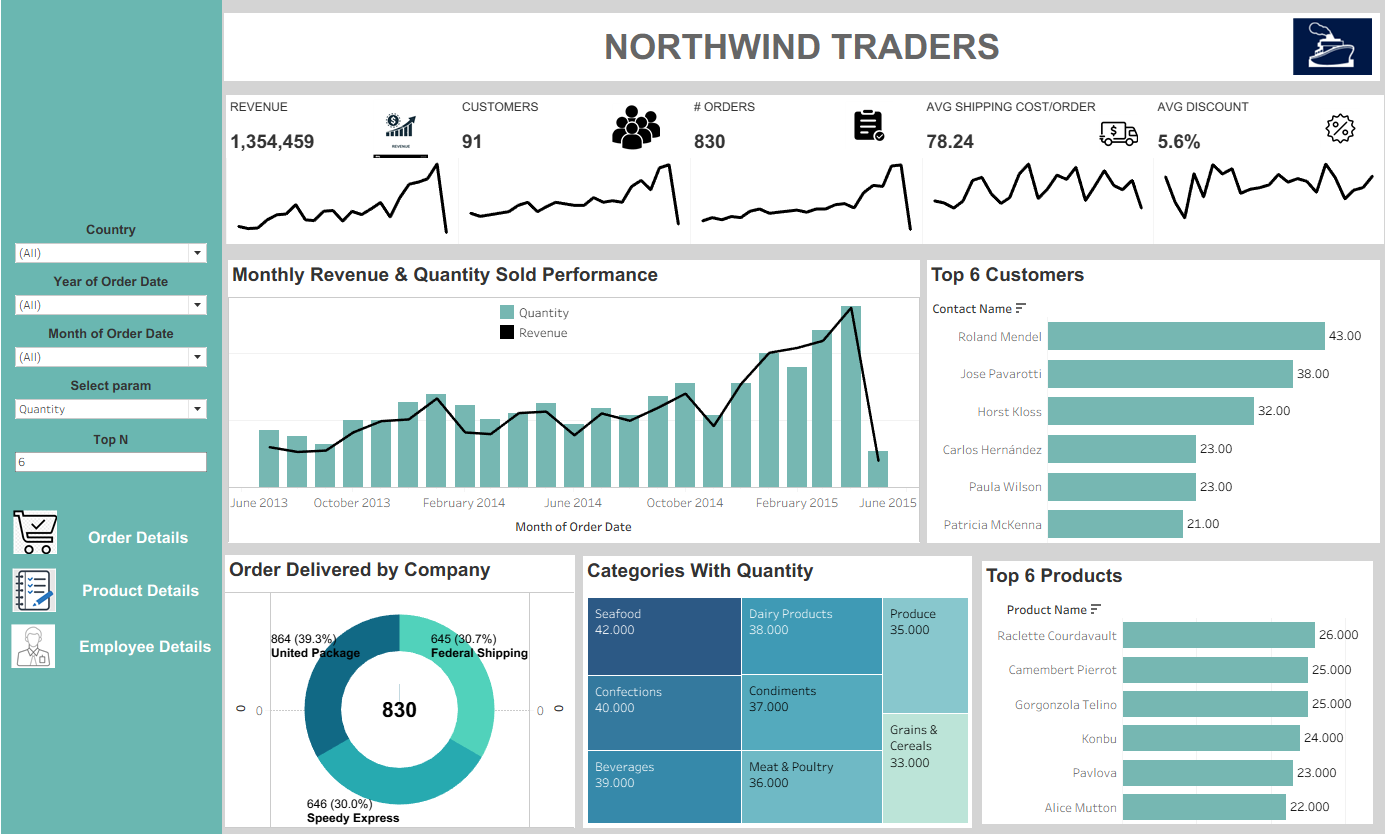 NORTHWIND TRADERS
REVENUE
1,354,459
REVENUE
CUSTOMERS
91
# ORDERS
830
AVG SHIPPING COST/ORDER
78.24
$
AVG DISCOUNT
5.6%
Country
(All)
Year of Order Date
(All)
Month of Order Date
(All)
Select param
Quantity
Top N
6
Order Details
Product Details
Employee Details
Monthly Revenue & Quantity Sold Performance
Quantity
Revenue
June 2013 October 2013 February 2014 June 2014 October 2014 February 2015 June 2015
Month of Order Date
Top 6 Customers
Contact Name
Roland Mendel 43.00
Jose Pavarotti 38.00
Horst Kloss 32.00
Carlos Hernández 23.00
Paula Wilson 23.00
Patricia McKenna 21.00
Order Delivered by Company
864 (39.3%)
United Package
645 (30.7%)
Federal Shipping
0 0 830 0 0
646 (30.0%)
Speedy Express
Categories With Quantity
Seafood
42.000
Confections
40.000
Beverages
39.000
Dairy Products
38.000
Condiments
37.000
Meat & Poultry
36.000
Produce
35.000
Grains &
Cereals
33.000
Top 6 Products
Product Name
Raclette Courdavault 26.000
Camembert Pierrot 25.000
Gorgonzola Telino 25.000
Konbu 24.000
Pavlova 23.000
Alice Mutton 22.000